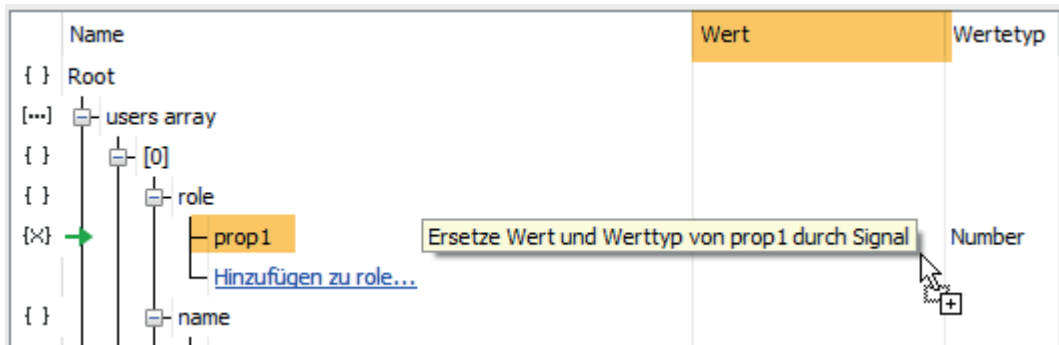 Name Wert Wertetyp
{ } Root
[...] users array
{ } [0]
{ } role
{x} prop1 Ersetze Wert und Werttyp von prop1 durch Signal Number
Hinzufügen zu role...
{ } name